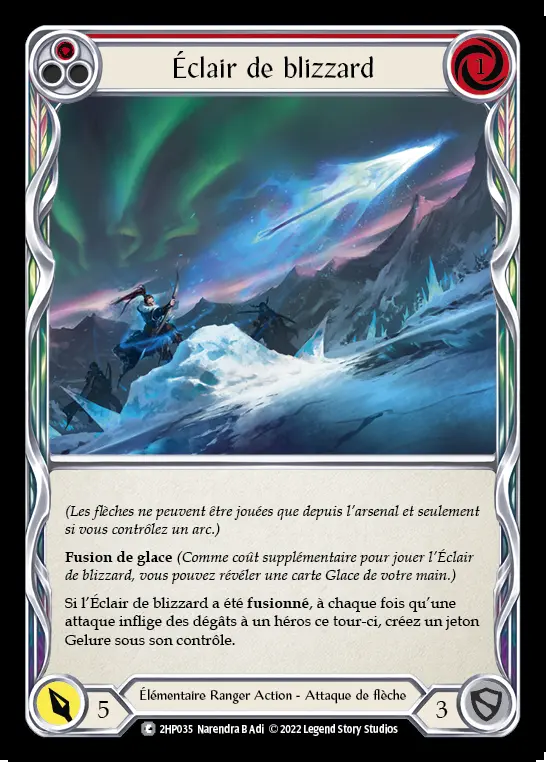 Éclair de blizzard
1
(Les flèches ne peuvent être jouées que depuis l'arsenal et seulement
si vous contrôlez un arc.)
Fusion de glace (Comme coût supplémentaire pour jouer l'Éclair
de blizzard, vous pouvez révéler une carte Glace de votre main.)
Si l'Éclair de blizzard a été fusionné, à chaque fois qu'une
attaque inflige des dégâts à un héros ce tour-ci, créez un jeton
Gelure sous son contrôle.
5
Élémentaire Ranger Action - Attaque de flèche
3
C 2HP035 Narendra B Adi © 2022 Legend Story Studios